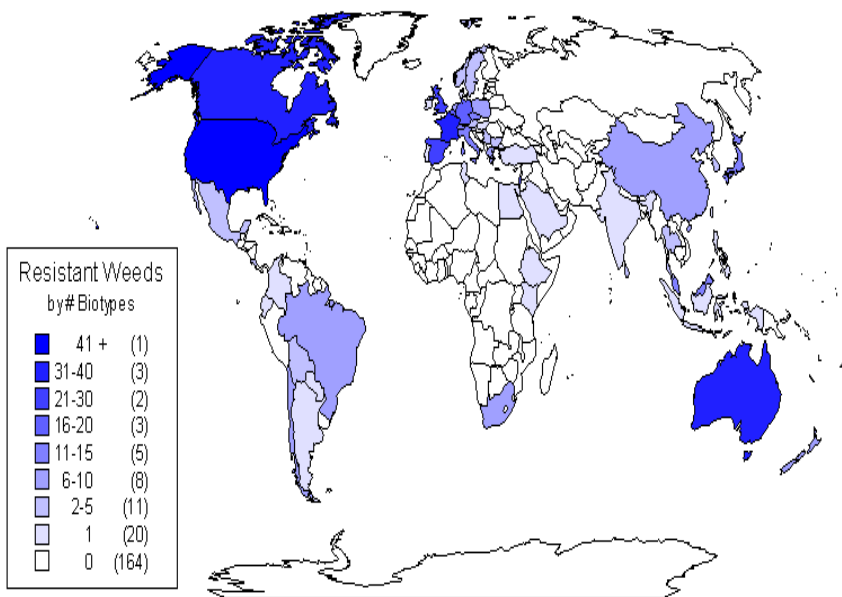 Resistant Weeds
by # Biotypes
41 + (1)
31-40 (3)
21-30 (2)
16-20 (3)
11-15 (5)
6-10 (8)
2-5 (11)
1 (20)
0 (164)